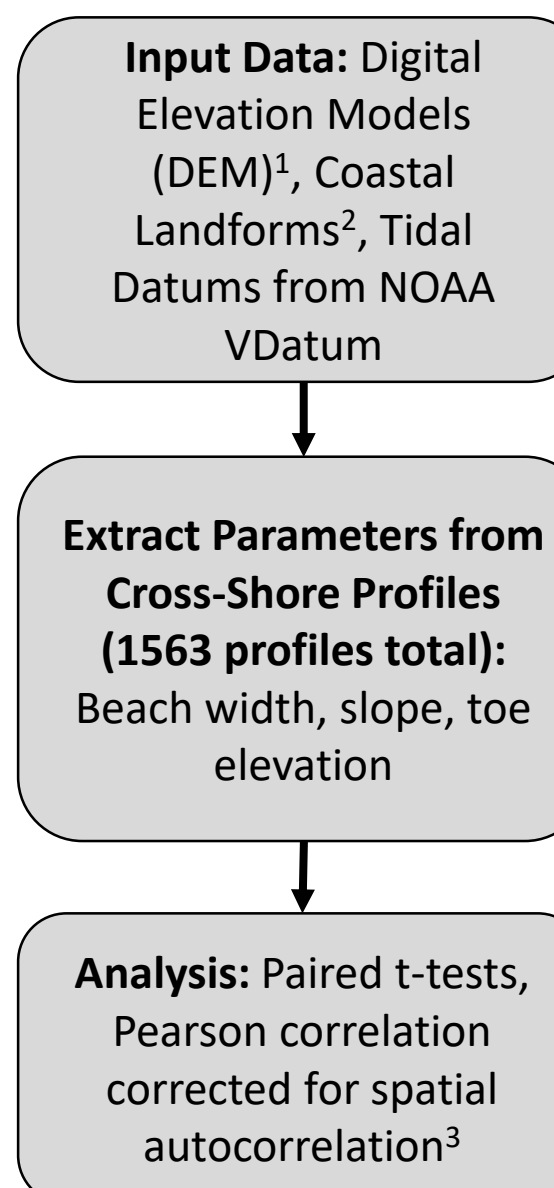 Input Data: Digital
Elevation Models
(DEM)¹, Coastal
Landforms², Tidal
Datums from NOAA
VDatum
Extract Parameters from
Cross-Shore Profiles
(1563 profiles total):
Beach width, slope, toe
elevation
Analysis: Paired t-tests,
Pearson correlation
corrected for spatial
autocorrelation³